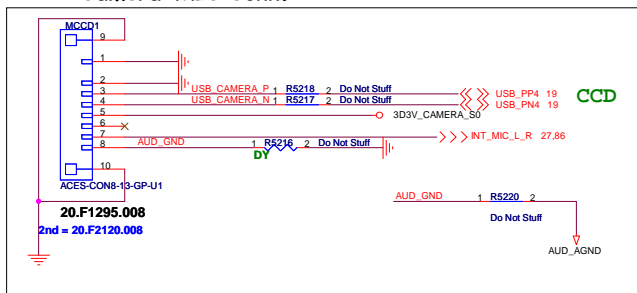 MCCD1
9
1
2
3 USB_CAMERA_P 1 R5218 2 Do Not Stuff USB_PP4 19
4 USB_CAMERA_N 1 R5217 2 Do Not Stuff USB_PN4 19
CCD
5 3D3V_CAMERA_S0
6
7 INT_MIC_L_R 27,86
8 AUD_GND 1 R5216 2 Do Not Stuff
DY
10
ACES-CON8-13-GP-U1
20.F1295.008
2nd = 20.F2120.008
AUD_GND 1 R5220 2
Do Not Stuff
AUD_AGND